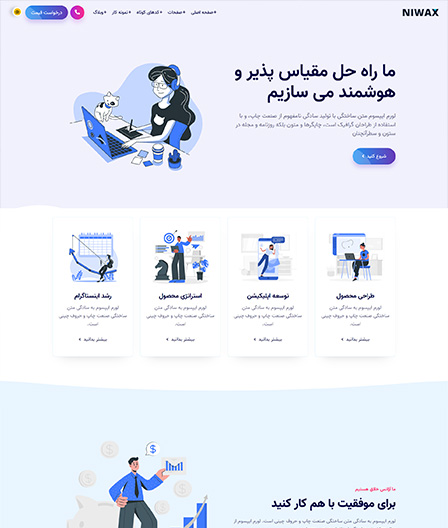 NIWAX
صفحه اصلی
صفحات
کدهای کوتاه
نمونه کار
وبلاگ
درخواست قیمت
ما راه حل مقیاس پذیر و
هوشمند می سازیم
لورم ایپسوم متن ساختگی با تولید سادگی نامفهوم از صنعت چاپ، و با
استفاده از طراحان گرافیک است، چاپگرها و متون بلکه روزنامه و مجله در
ستون و سطرآنچنان
شروع کنید
طراحی محصول
لورم ایپسوم به سادگی متن
ساختگی صنعت چاپ و حروف چینی
است.
بیشتر بدانید
توسعه اپلیکیشن
لورم ایپسوم به سادگی متن
ساختگی صنعت چاپ و حروف چینی
است.
بیشتر بدانید
استراتژی محصول
لورم ایپسوم به سادگی متن
ساختگی صنعت چاپ و حروف چینی
است.
بیشتر بدانید
رشد اینستاگرام
لورم ایپسوم به سادگی متن
ساختگی صنعت چاپ و حروف چینی
است.
بیشتر بدانید
ما آژانس خلاق هستیم
برای موفقیت با هم کار کنید
لورم ایپسوم به سادگی متن ساختگی صنعت چاپ و حروف چینی است. لورم ایپسوم از